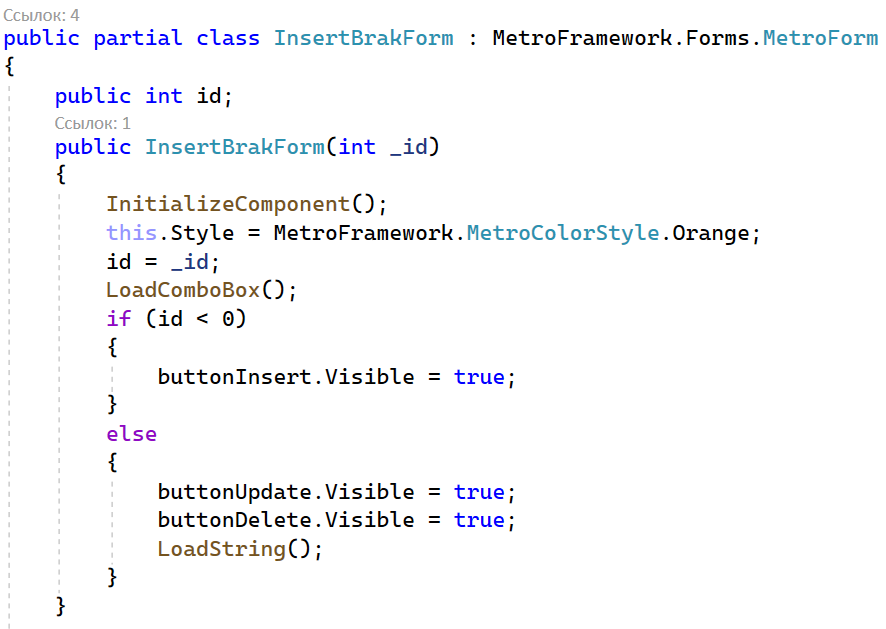 Ссылок: 4
public partial class InsertBrakForm : MetroFramework.Forms.MetroForm
{
    public int id;
    Ссылок: 1
    public InsertBrakForm(int _id)
    {
        InitializeComponent();
        this.Style = MetroFramework.MetroColorStyle.Orange;
        id = _id;
        LoadComboBox();
        if (id < 0)
        {
            buttonInsert.Visible = true;
        }
        else
        {
            buttonUpdate.Visible = true;
            buttonDelete.Visible = true;
            LoadString();
        }
    }